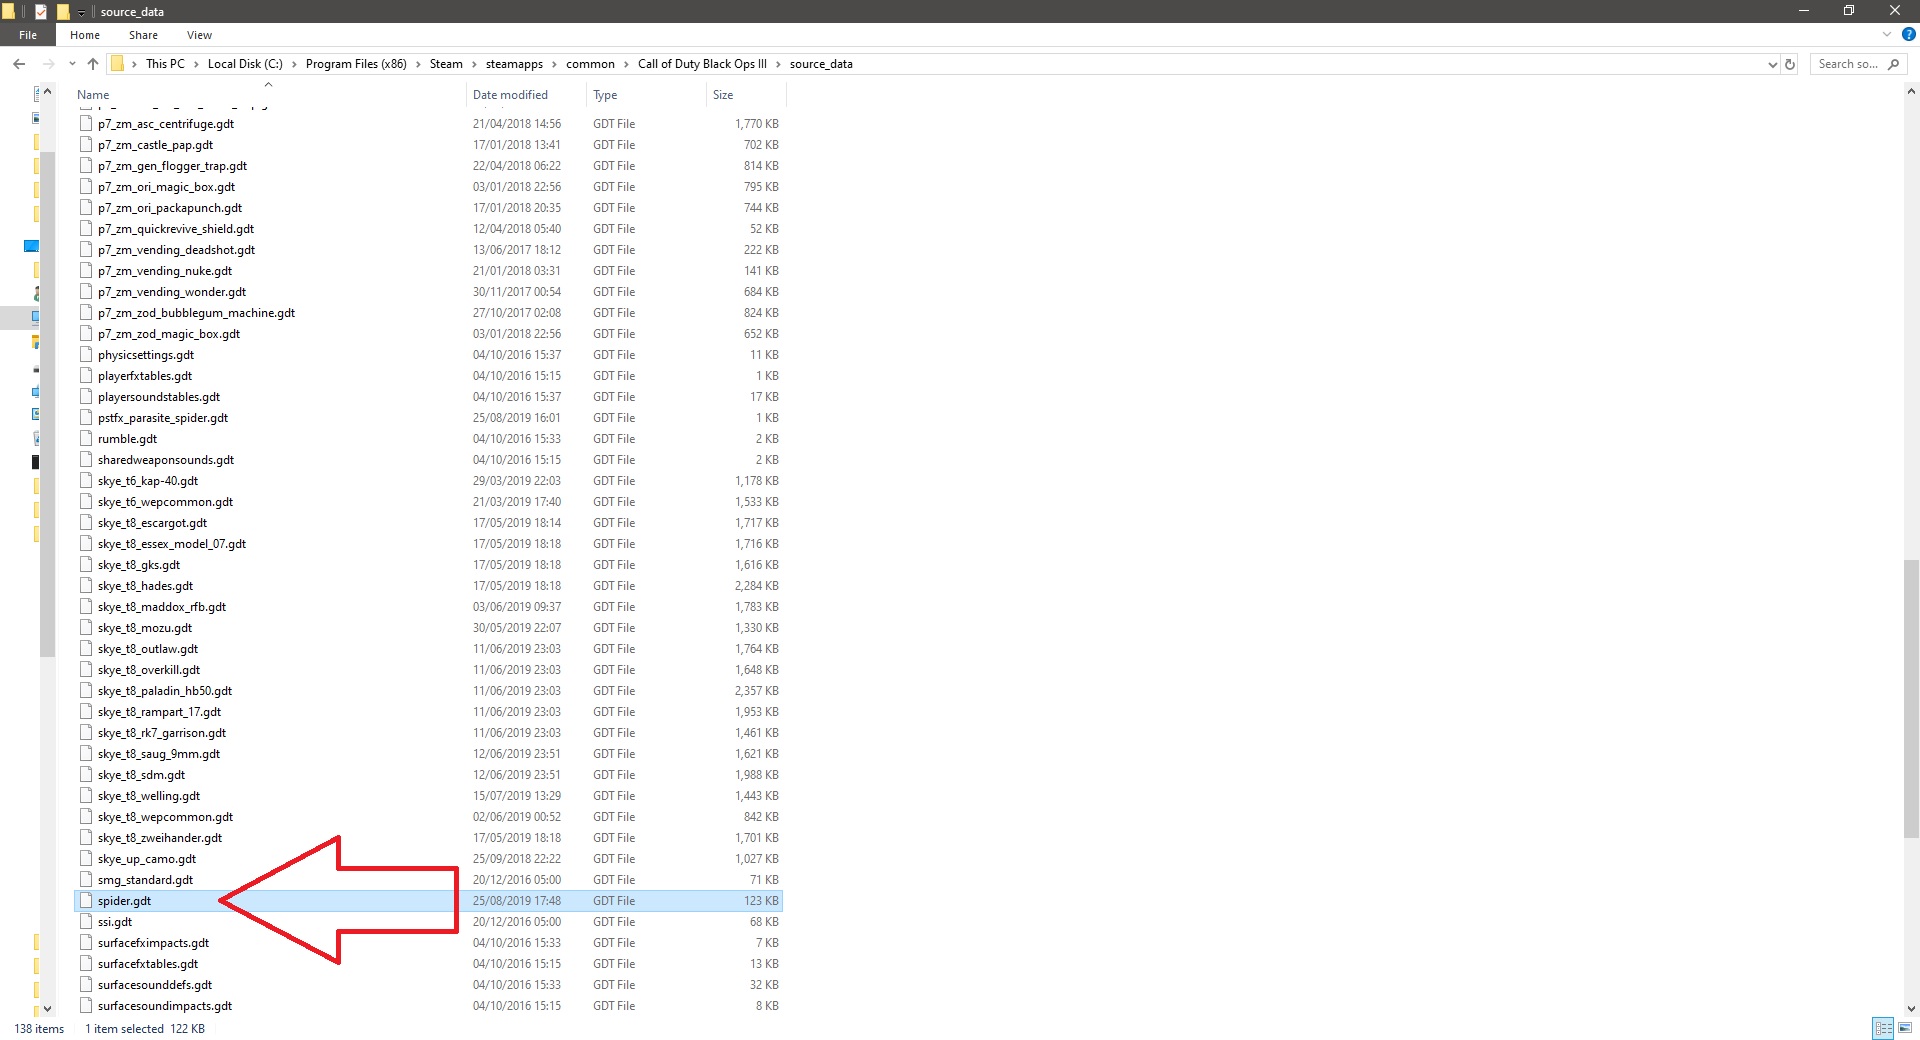 source_data
File Home Share View
This PC › Local Disk (C:) › Program Files (x86) › Steam › steamapps › common › Call of Duty Black Ops III › source_data
Search so...
Name Date modified Type Size
p7_zm_asc_centrifuge.gdt 21/04/2018 14:56 GDT File 1,770 KB
p7_zm_castle_pap.gdt 17/01/2018 13:41 GDT File 702 KB
p7_zm_gen_flogger_trap.gdt 22/04/2018 06:22 GDT File 814 KB
p7_zm_ori_magic_box.gdt 03/01/2018 22:56 GDT File 795 KB
p7_zm_ori_packapunch.gdt 17/01/2018 20:35 GDT File 744 KB
p7_zm_quickrevive_shield.gdt 12/04/2018 05:40 GDT File 52 KB
p7_zm_vending_deadshot.gdt 13/06/2017 18:12 GDT File 222 KB
p7_zm_vending_nuke.gdt 21/01/2018 03:31 GDT File 141 KB
p7_zm_vending_wonder.gdt 30/11/2017 00:54 GDT File 684 KB
p7_zm_zod_bubblegum_machine.gdt 27/10/2017 02:08 GDT File 824 KB
p7_zm_zod_magic_box.gdt 03/01/2018 22:56 GDT File 652 KB
physicsettings.gdt 04/10/2016 15:37 GDT File 11 KB
playerfxtables.gdt 04/10/2016 15:15 GDT File 1 KB
playersoundstables.gdt 04/10/2016 15:37 GDT File 17 KB
pstfx_parasite_spider.gdt 25/08/2019 16:01 GDT File 1 KB
rumble.gdt 04/10/2016 15:33 GDT File 2 KB
sharedweaponsounds.gdt 04/10/2016 15:15 GDT File 2 KB
skye_t6_kap-40.gdt 29/03/2019 22:03 GDT File 1,178 KB
skye_t6_wepcommon.gdt 21/03/2019 17:40 GDT File 1,533 KB
skye_t8_escargot.gdt 17/05/2019 18:14 GDT File 1,717 KB
skye_t8_essex_model_07.gdt 17/05/2019 18:18 GDT File 1,716 KB
skye_t8_gks.gdt 17/05/2019 18:18 GDT File 1,616 KB
skye_t8_hades.gdt 17/05/2019 18:18 GDT File 2,284 KB
skye_t8_maddox_rfb.gdt 03/06/2019 09:37 GDT File 1,783 KB
skye_t8_mozu.gdt 30/05/2019 22:07 GDT File 1,330 KB
skye_t8_outlaw.gdt 11/06/2019 23:03 GDT File 1,764 KB
skye_t8_overkill.gdt 11/06/2019 23:03 GDT File 1,648 KB
skye_t8_paladin_hb50.gdt 11/06/2019 23:03 GDT File 2,357 KB
skye_t8_rampart_17.gdt 11/06/2019 23:03 GDT File 1,953 KB
skye_t8_rk7_garrison.gdt 11/06/2019 23:03 GDT File 1,461 KB
skye_t8_saug_9mm.gdt 12/06/2019 23:51 GDT File 1,621 KB
skye_t8_sdm.gdt 12/06/2019 23:51 GDT File 1,988 KB
skye_t8_welling.gdt 15/07/2019 13:29 GDT File 1,443 KB
skye_t8_wepcommon.gdt 02/06/2019 00:52 GDT File 842 KB
skye_t8_zweihander.gdt 17/05/2019 18:18 GDT File 1,701 KB
skye_up_camo.gdt 25/09/2018 22:22 GDT File 1,027 KB
smg_standard.gdt 20/12/2016 05:00 GDT File 71 KB
spider.gdt 25/08/2019 17:48 GDT File 123 KB
ssi.gdt 20/12/2016 05:00 GDT File 68 KB
surfacefximpacts.gdt 04/10/2016 15:33 GDT File 7 KB
surfacefxtables.gdt 04/10/2016 15:15 GDT File 13 KB
surfacesounddefs.gdt 04/10/2016 15:33 GDT File 32 KB
surfacesoundimpacts.gdt 04/10/2016 15:15 GDT File 8 KB
138 items 1 item selected 122 KB